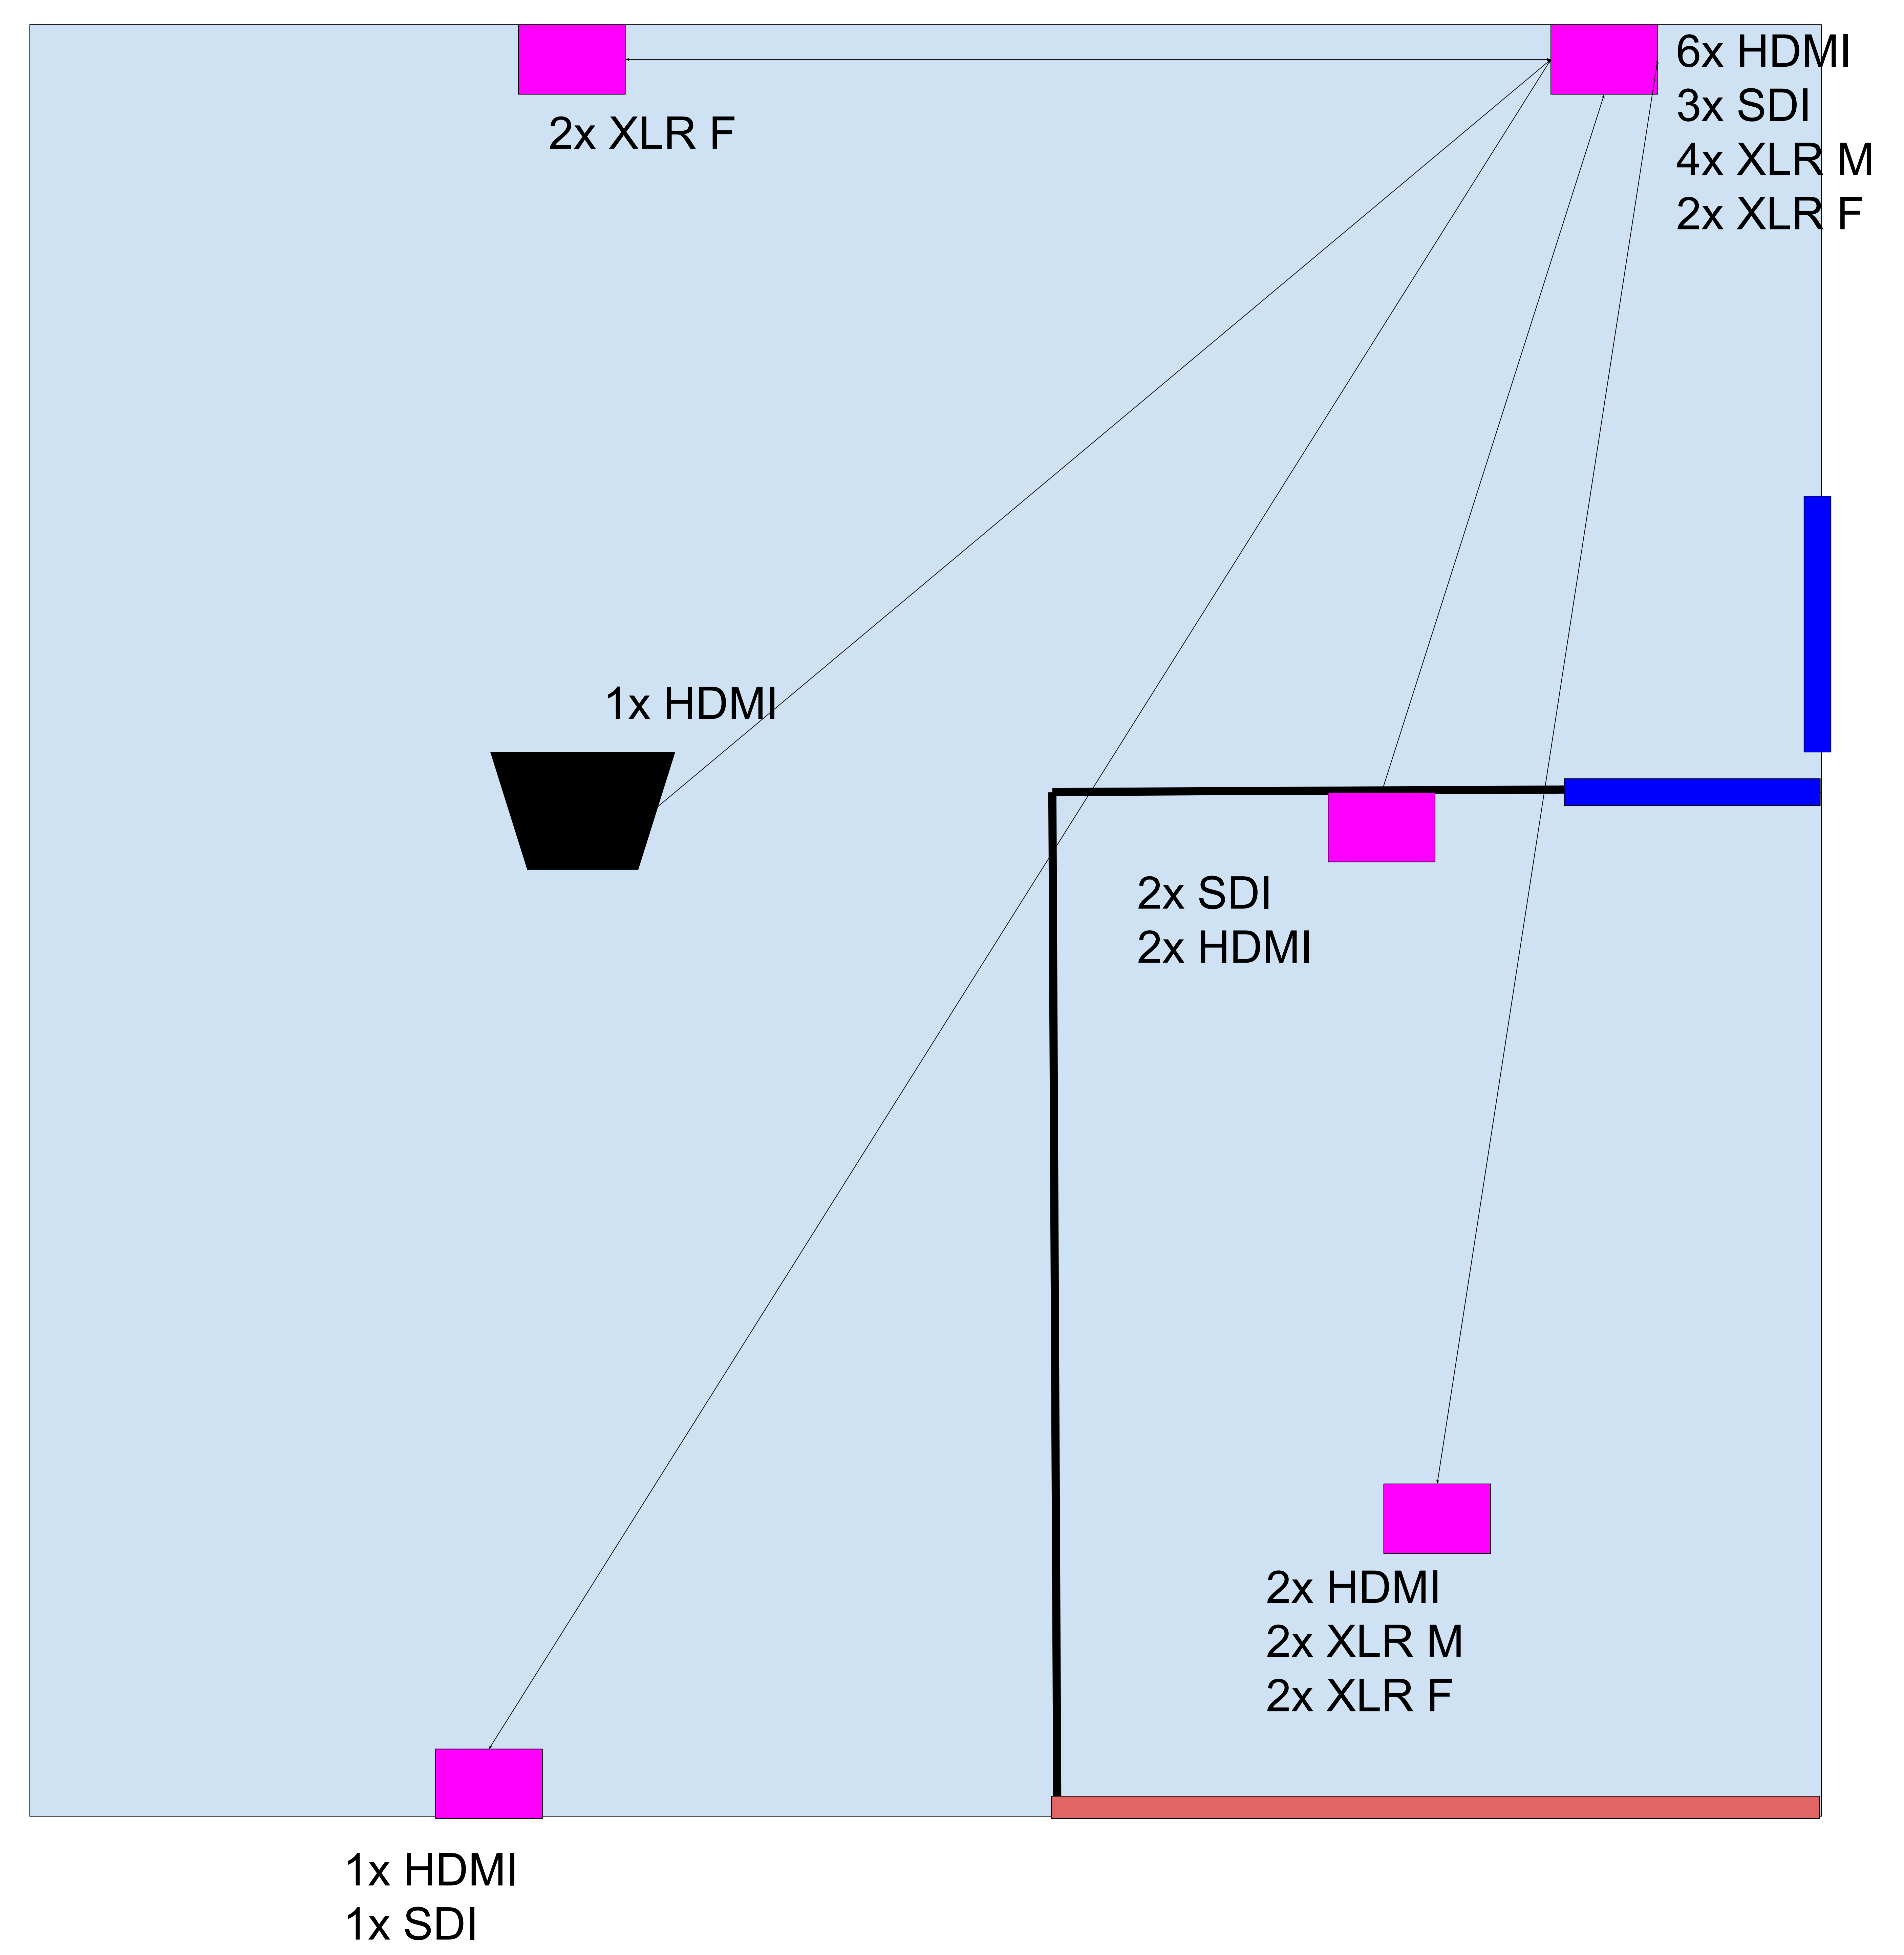 6x HDMI
3x SDI
4x XLR M
2x XLR F
2x XLR F
1x HDMI
2x SDI
2x HDMI
2x HDMI
2x XLR M
2x XLR F
1x HDMI
1x SDI